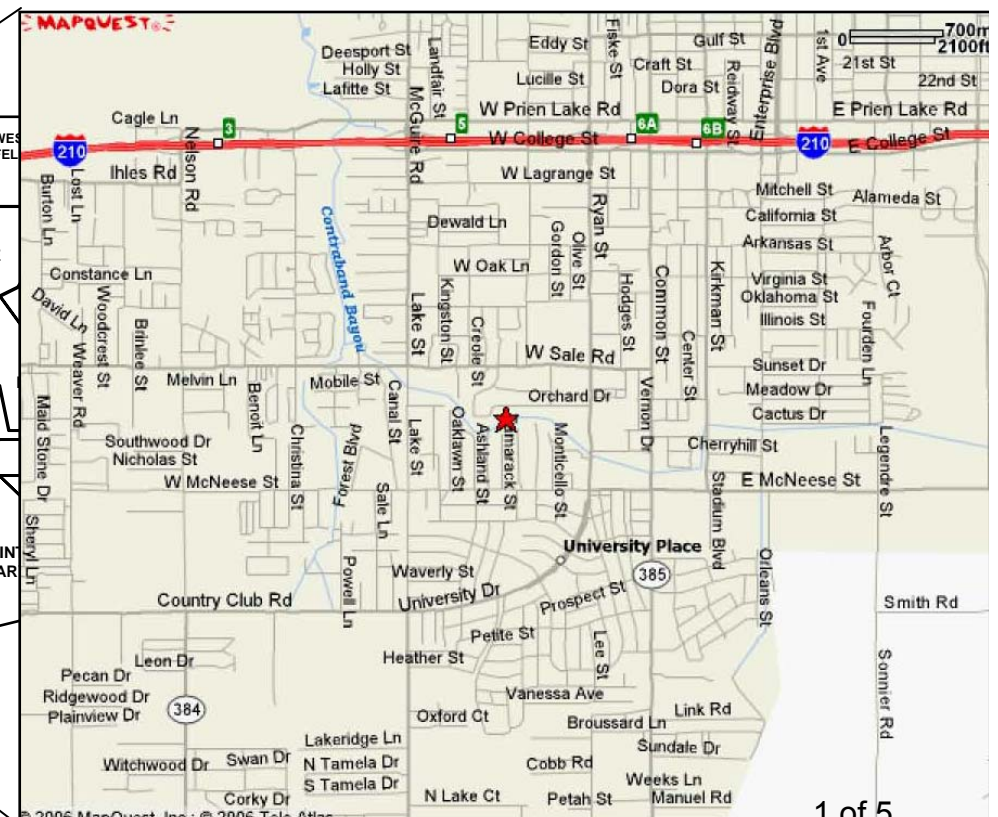 MAPQUEST
700m
0
2100ft
Deesport St
Holly St
Lafitte St
Landfair St
Eddy St
Lucille St
Fiske St
Gulf St
Craft St
Dora St
Reidway St
Enterprise Blvd
1st Ave
21st St
22nd St
Cagle Ln
McGuire Rd
W Prien Lake Rd
E Prien Lake Rd
3
5
6A
6B
W College St
E College St
210
210
Nelson Rd
Ihles Rd
Lost Ln
Burton Ln
W Lagrange St
Mitchell St
Alameda St
Contraband Bayou
Dewald Ln
Gordon St
Olive St
Ryan St
California St
Arkansas St
Arbor Ct
Constance Ln
W Oak Ln
Hodges St
Common St
Kirkman St
Virginia St
Oklahoma St
Illinois St
David Ln
Woodcrest St
Brinlee St
Weaver Rd
Lake St
Kingston St
Creole St
W Sale Rd
Center St
Fourden Ln
Sunset Dr
Melvin Ln
Mobile St
Orchard Dr
Vernon Dr
Meadow Dr
Cactus Dr
Maid Stone Dr
Benoit Ln
Christina St
Forest Blvd
Canal St
Lake St
Oaklawn St
Ashland St
marack St
Monticello St
Cherryhill St
Legendre St
Southwood Dr
Nicholas St
W McNeese St
E McNeese St
Sale Ln
Stadium Blvd
Sheryl Ln
University Place
385
Orleans St
Powell Ln
Waverly St
University Dr
Prospect St
Country Club Rd
Smith Rd
Petite St
Lee St
Heather St
Leon Dr
Pecan Dr
Ridgewood Dr
Plainview Dr
384
Vanessa Ave
Oxford Ct
Link Rd
Broussard Ln
Sonnier Rd
Lakeridge Ln
Sundale Dr
Witchwood Dr
Swan Dr
N Tamela Dr
S Tamela Dr
Cobb Rd
Weeks Ln
Corky Dr
N Lake Ct
Petah St
Manuel Rd
© 2006 MapQuest, Inc.; © 2006 Tele Atlas
1 of 5